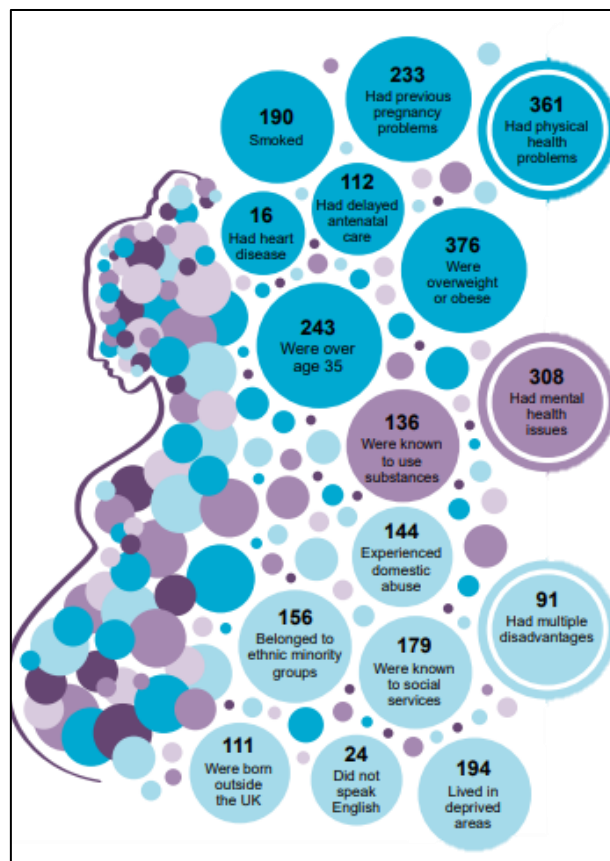 233
Had previous
pregnancy
problems
361
Had physical
health
problems
190
Smoked
112
Had delayed
antenatal
care
16
Had heart
disease
376
Were
overweight
or obese
243
Were over
age 35
308
Had mental
health
issues
136
Were known
to use
substances
144
Experienced
domestic
abuse
91
Had multiple
disadvantages
156
Belonged to
ethnic minority
groups
179
Were known
to social
services
111
Were born
outside
the UK
24
Did not
speak
English
194
Lived in
deprived
areas